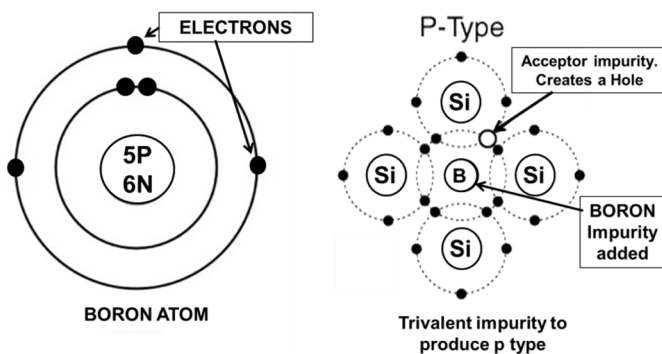 ELECTRONS
5P
6N
BORON ATOM
P-Type
Acceptor impurity.
Creates a Hole
Si
Si
B
Si
Si
BORON
Impurity
added
Trivalent impurity to
produce p type